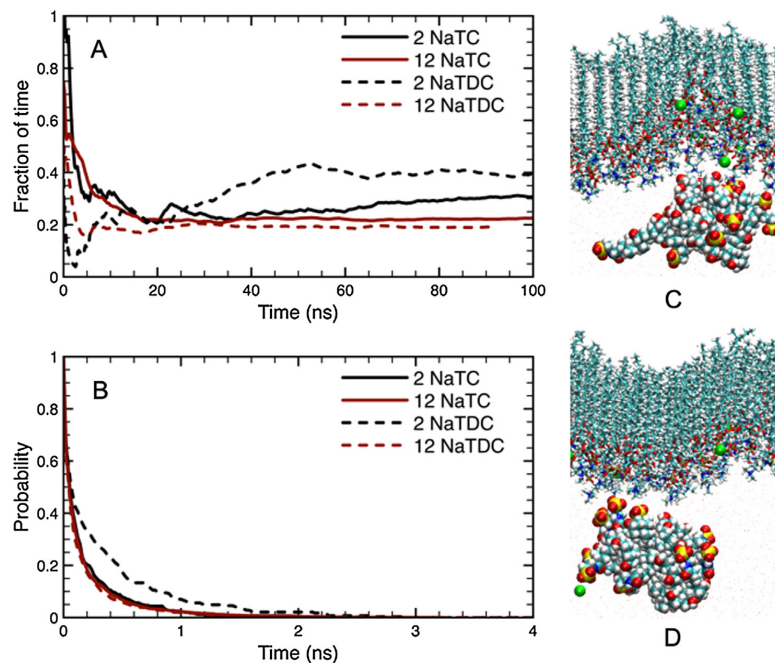 A
2 NaTC
12 NaTC
2 NaTDC
12 NaTDC
Fraction of time
1
0.8
0.6
0.4
0.2
0
0 20 40 60 80 100
Time (ns)
C
B
2 NaTC
12 NaTC
2 NaTDC
12 NaTDC
Probability
1
0.8
0.6
0.4
0.2
0
0 1 2 3 4
Time (ns)
D